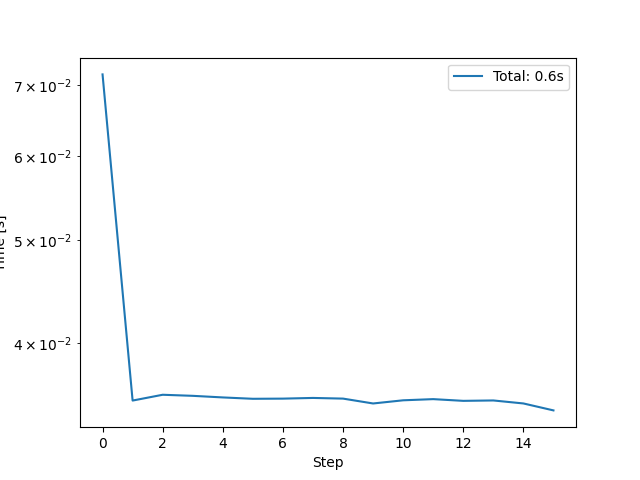 Total: 0.6s
7 × 10⁻²
6 × 10⁻²
5 × 10⁻²
4 × 10⁻²
[s]
0 2 4 6 8 10 12 14
Step